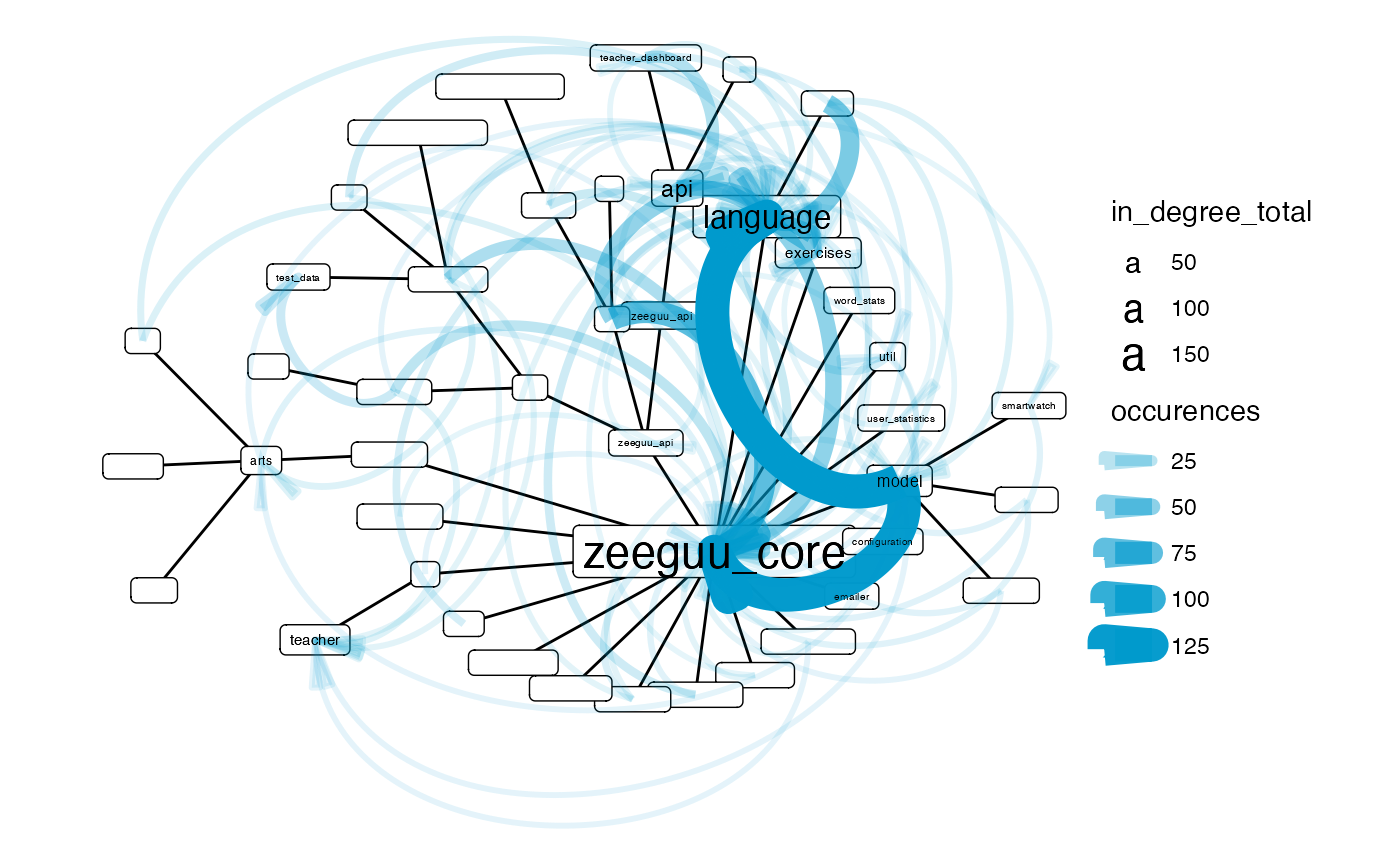 teacher_dashboard
api
language
in_degree_total
exercises
a 50
test_data
word_stats
a 100
zeeguu_api
util
a 150
smartwatch
occurences
user_statistics
zeeguu_api
arts
25
model
50
configuration
zeeguu_core
75
emailer
100
teacher
125